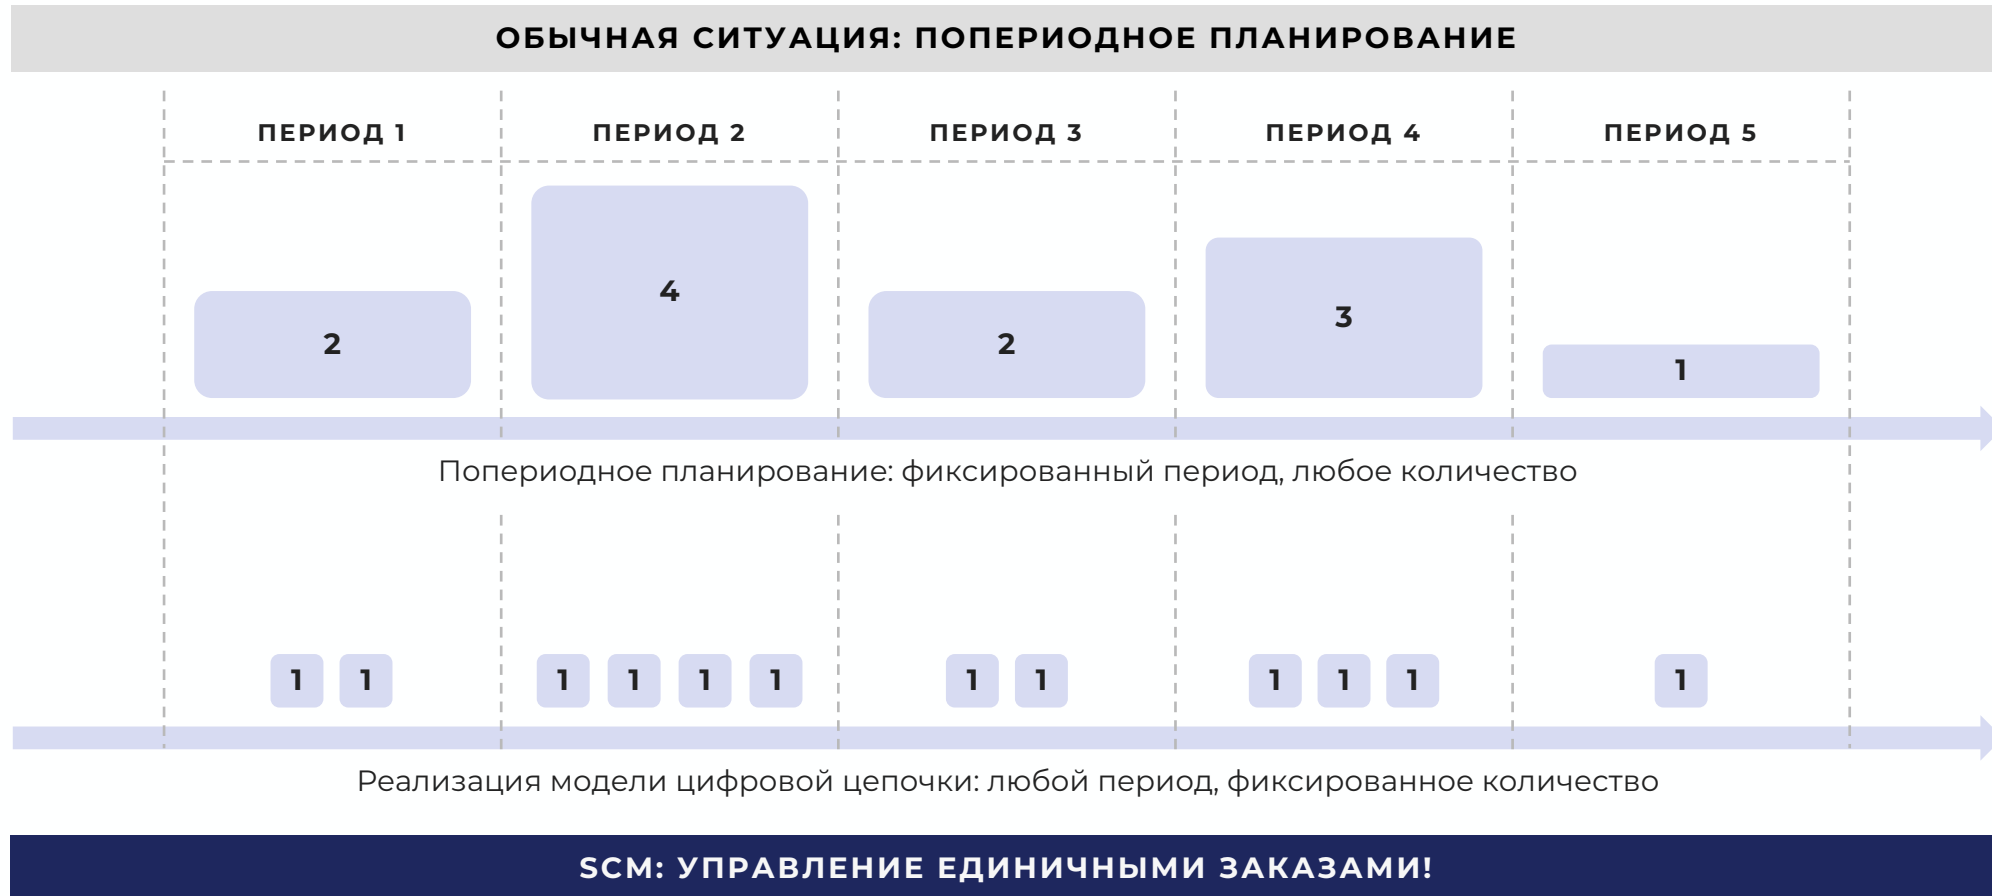 ОБЫЧНАЯ СИТУАЦИЯ: ПОПЕРИОДНОЕ ПЛАНИРОВАНИЕ
ПЕРИОД 1 ПЕРИОД 2 ПЕРИОД 3 ПЕРИОД 4 ПЕРИОД 5
2 4 2 3 1
Попериодное планирование: фиксированный период, любое количество
1 1 1 1 1 1 1 1 1 1 1 1
Реализация модели цифровой цепочки: любой период, фиксированное количество
SCM: УПРАВЛЕНИЕ ЕДИНИЧНЫМИ ЗАКАЗАМИ!